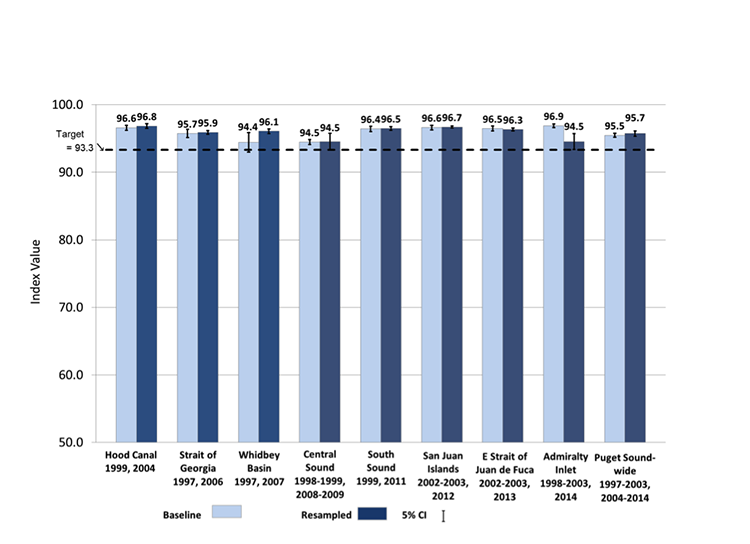 100.0
90.0
80.0
70.0
60.0
50.0
Index Value
Target
= 93.3
96.6 96.8
95.7 95.9
94.4 96.1
94.5 94.5
96.4 96.5
96.6 96.7
96.5 96.3
96.9 94.5
95.5 95.7
Hood Canal
1999, 2004
Strait of
Georgia
1997, 2006
Whidbey
Basin
1997, 2007
Central
Sound
1998-1999,
2008-2009
South
Sound
1999, 2011
San Juan
Islands
2002-2003,
2012
E Strait of
Juan de Fuca
2002-2003,
2013
Admiralty
Inlet
1998-2003,
2014
Puget Sound-
wide
1997-2003,
2004-2014
Baseline
Resampled
5% CI